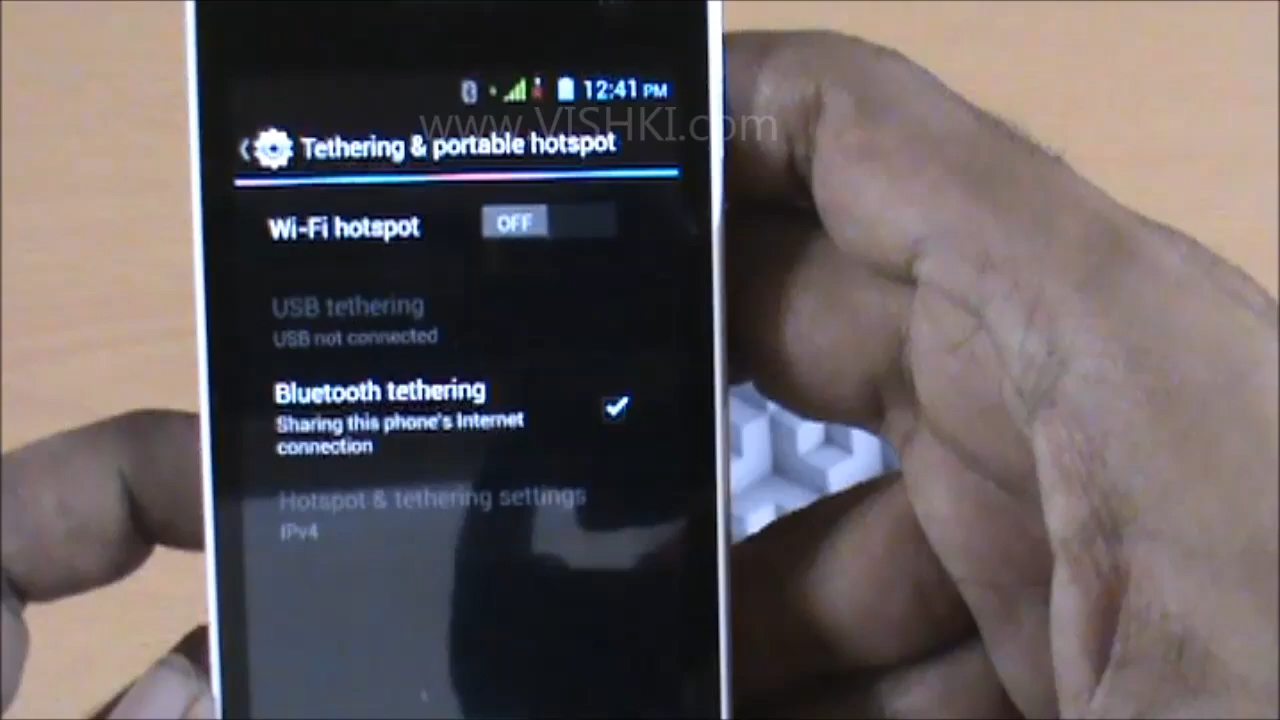 12:41 PM
www.VISHKI.com
Tethering & portable hotspot
Wi-Fi hotspot OFF
USB tethering
USB not connected
Bluetooth tethering
Sharing this phone's Internet
connection
Hotspot & tethering settings
IPv4